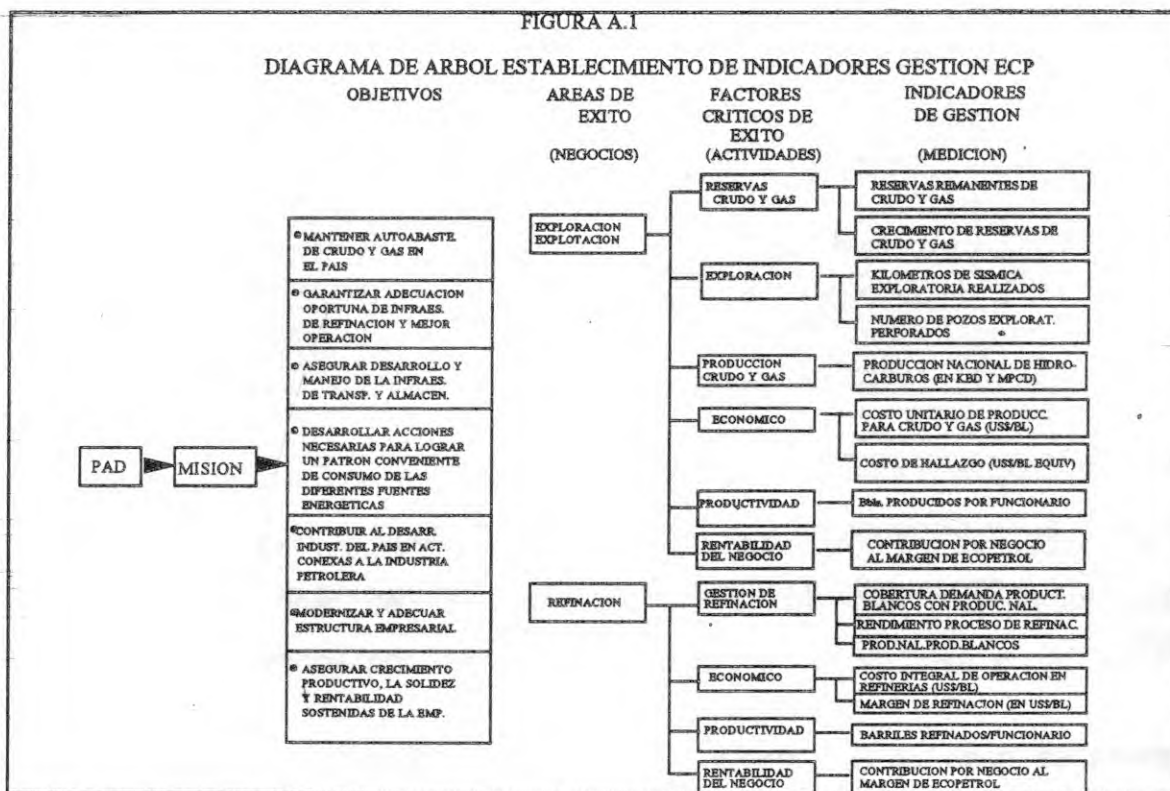 FIGURA A.1
DIAGRAMA DE ARBOL ESTABLECIMIENTO DE INDICADORES GESTION ECP
OBJETIVOS
AREAS DE
EXITO
(NEGOCIOS)
FACTORES
CRITICOS DE
EXITO
(ACTIVIDADES)
INDICADORES
DE GESTION
(MEDICION)
PAD
MISION
MANTENER AUTOABASTE.
DE CRUDO Y GAS EN
EL PAIS
GARANTIZAR ADECUACION
OPORTUNA DE INFRAES.
DE REFINACION Y MEJOR
OPERACION
ASEGURAR DESARROLLO Y
MANEJO DE LA INFRAES.
DE TRANSP. Y ALMACEN.
DESARROLLAR ACCIONES
NECESARIAS PARA LOGRAR
UN PATRON CONVENIENTE
DE CONSUMO DE LAS
DIFERENTES FUENTES
ENERGETICAS
CONTRIBUIR AL DESARR.
INDUST. DEL PAIS EN ACT.
CONEXAS A LA INDUSTRIA
PETROLERA
MODERNIZAR Y ADECUAR
ESTRUCTURA EMPRESARIAL
ASEGURAR CRECIMIENTO
PRODUCTIVO, LA SOLIDEZ
Y RENTABILIDAD
SOSTENIDAS DE LA EMP.
EXPLORACION
EXPLOTACION
RESERVAS
CRUDO Y GAS
RESERVAS REMANENTES DE
CRUDO Y GAS
CRECIMIENTO DE RESERVAS DE
CRUDO Y GAS
EXPLORACION
KILOMETROS DE SISMICA
EXPLORATORIA REALIZADOS
NUMERO DE POZOS EXPLORAT.
PERFORADOS
PRODUCCION
CRUDO Y GAS
PRODUCCION NACIONAL DE HIDRO-
CARBUROS (EN KBD Y MPCD)
ECONOMICO
COSTO UNITARIO DE PRODUCC.
PARA CRUDO Y GAS (US$/BL)
COSTO DE HALLAZGO (US$/BL EQUIV)
PRODUCTIVIDAD
Bbls. PRODUCIDOS POR FUNCIONARIO
RENTABILIDAD
DEL NEGOCIO
CONTRIBUCION POR NEGOCIO
AL MARGEN DE ECOPETROL
REFINACION
GESTION DE
REFINACION
COBERTURA DEMANDA PRODUCT.
BLANCOS CON PRODUC. NAL.
RENDIMIENTO PROCESO DE REFINAC.
PROD.NAL.PROD.BLANCOS
ECONOMICO
COSTO INTEGRAL DE OPERACION EN
REFINERIAS (US$/BL)
MARGEN DE REFINACION (EN US$/BL)
PRODUCTIVIDAD
BARRILES REFINADOS/FUNCIONARIO
RENTABILIDAD
DEL NEGOCIO
CONTRIBUCION POR NEGOCIO AL
MARGEN DE ECOPETROL